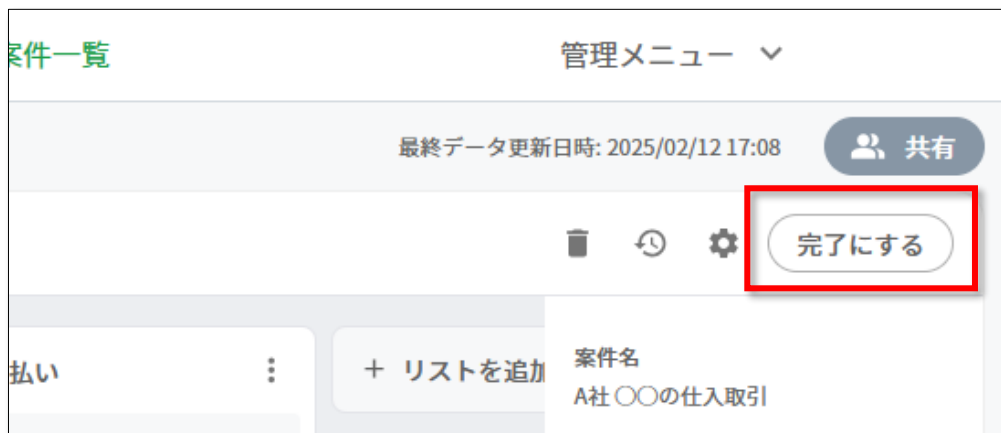 案件一覧
管理メニュー
最終データ更新日時: 2025/02/12 17:08
共有
完了にする
払い
+ リストを追加
案件名
A社 〇〇の仕入取引